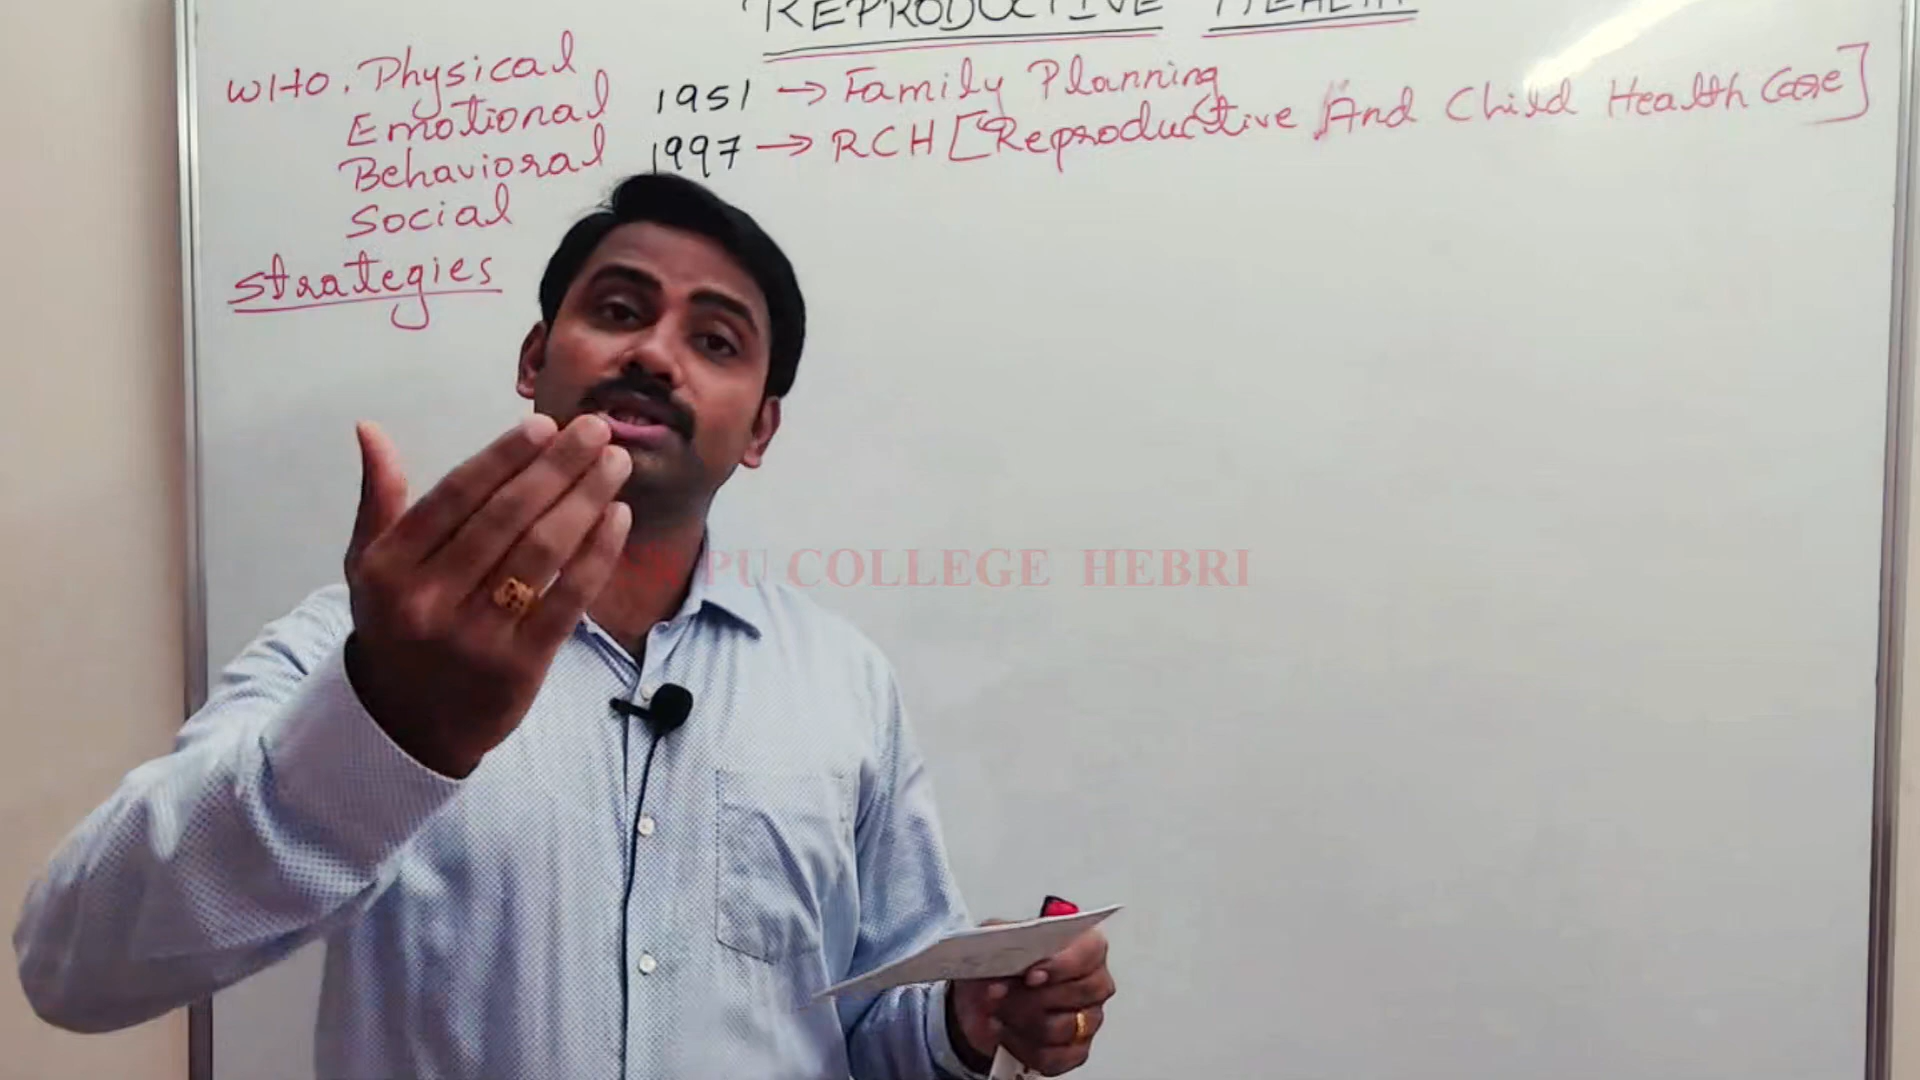 REPRODUCTIVE HEALTH
WHO. Physical
Emotional
Behavioral
Social
1951 → Family Planning
1997 → RCH [Reproductive And Child Health Care]
Strategies
PU COLLEGE HEBRI